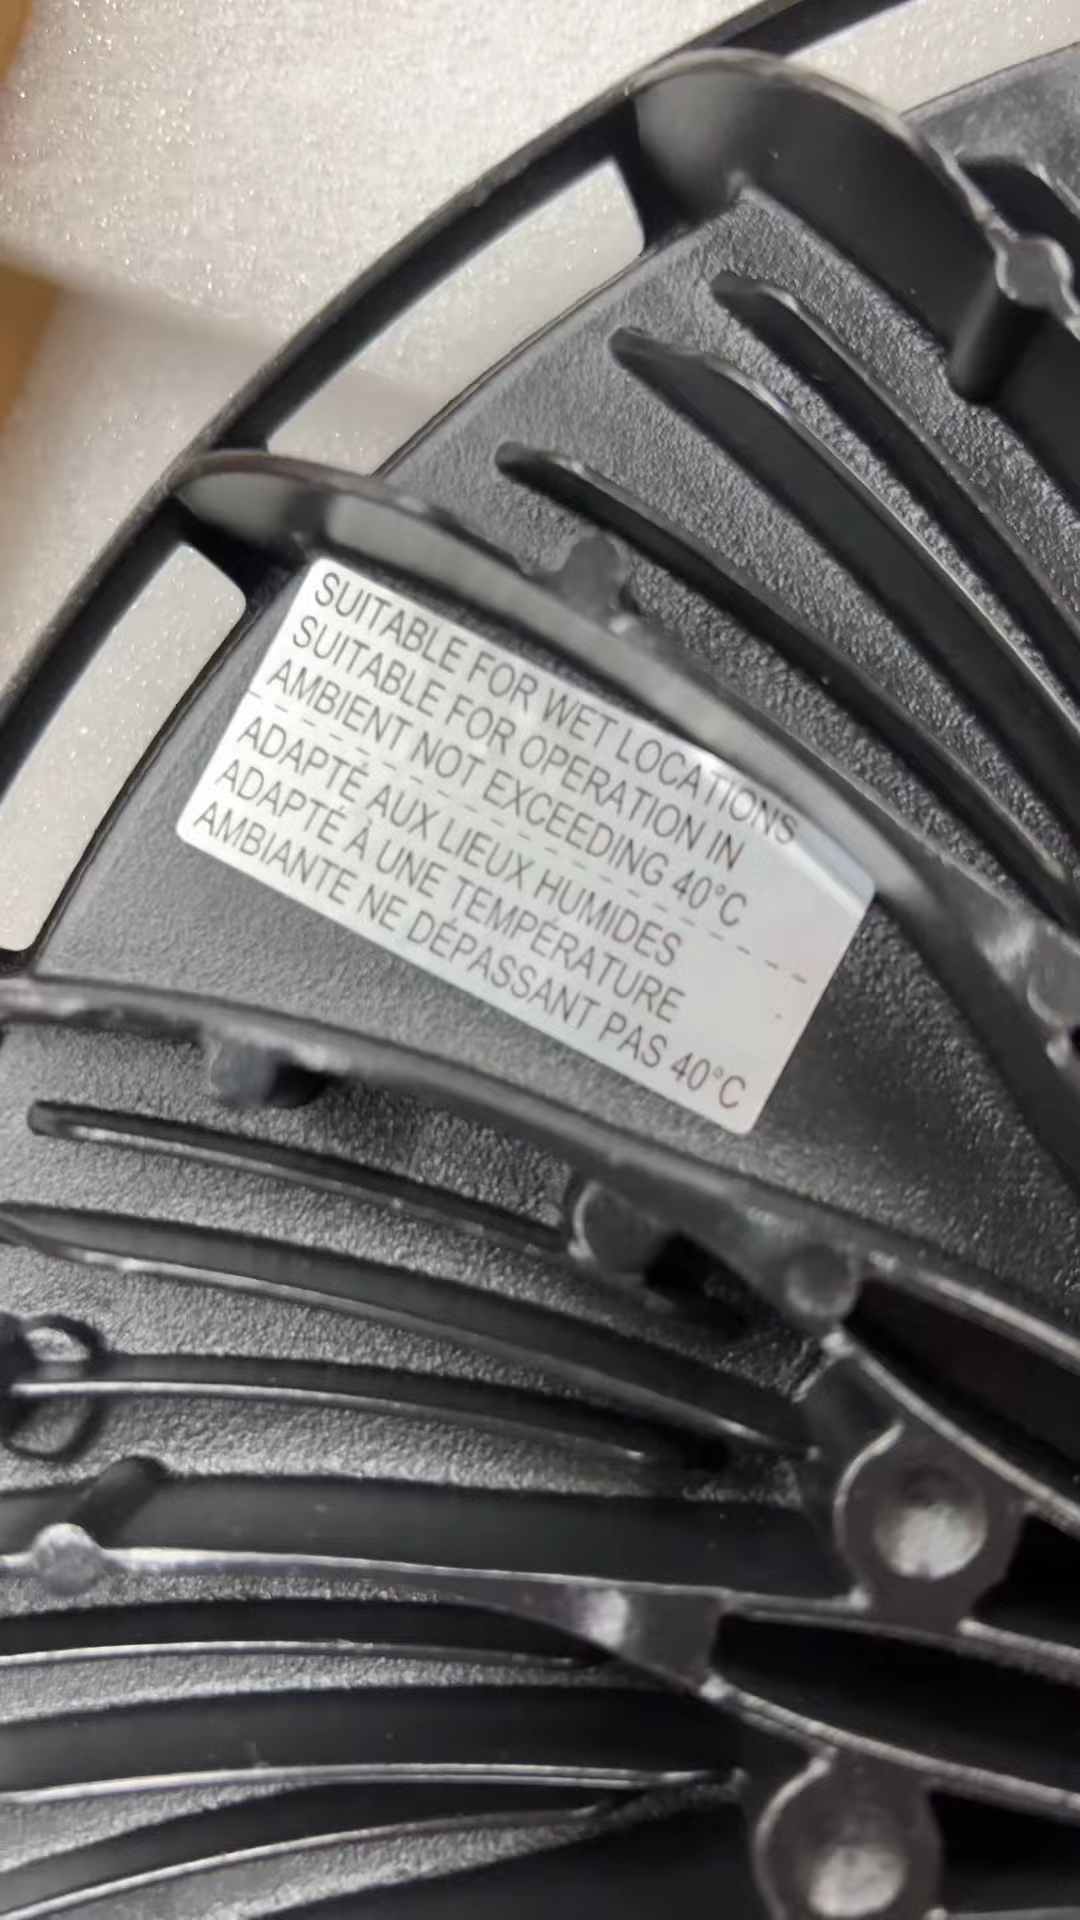 SUITABLE FOR WET LOCATIONS
SUITABLE FOR OPERATION IN
AMBIENT NOT EXCEEDING 40°C
ADAPTÉ AUX LIEUX HUMIDES
ADAPTÉ À UNE TEMPÉRATURE
AMBIANTE NE DÉPASSANT PAS 40°C